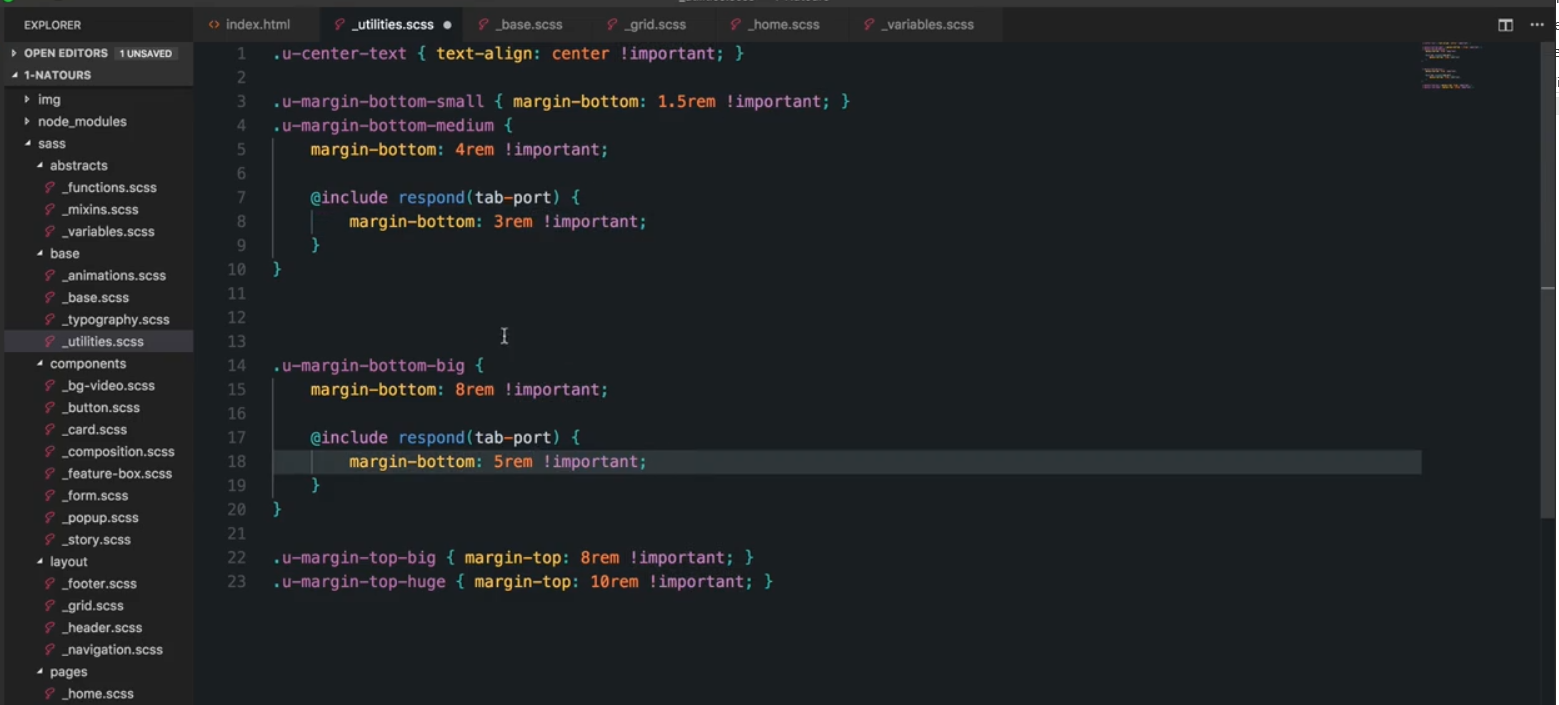 EXPLORER
OPEN EDITORS 1 UNSAVED
1-NATOURS
img
node_modules
sass
abstracts
_functions.scss
_mixins.scss
_variables.scss
base
_animations.scss
_base.scss
_typography.scss
_utilities.scss
components
_bg-video.scss
_button.scss
_card.scss
_composition.scss
_feature-box.scss
_form.scss
_popup.scss
_story.scss
layout
_footer.scss
_grid.scss
_header.scss
_navigation.scss
pages
_home.scss
index.html _utilities.scss _base.scss _grid.scss _home.scss _variables.scss
1 .u-center-text { text-align: center !important; }
2
3 .u-margin-bottom-small { margin-bottom: 1.5rem !important; }
4 .u-margin-bottom-medium {
5 margin-bottom: 4rem !important;
6
7 @include respond(tab-port) {
8 margin-bottom: 3rem !important;
9 }
10 }
11
12
13
14 .u-margin-bottom-big {
15 margin-bottom: 8rem !important;
16
17 @include respond(tab-port) {
18 margin-bottom: 5rem !important;
19 }
20 }
21
22 .u-margin-top-big { margin-top: 8rem !important; }
23 .u-margin-top-huge { margin-top: 10rem !important; }